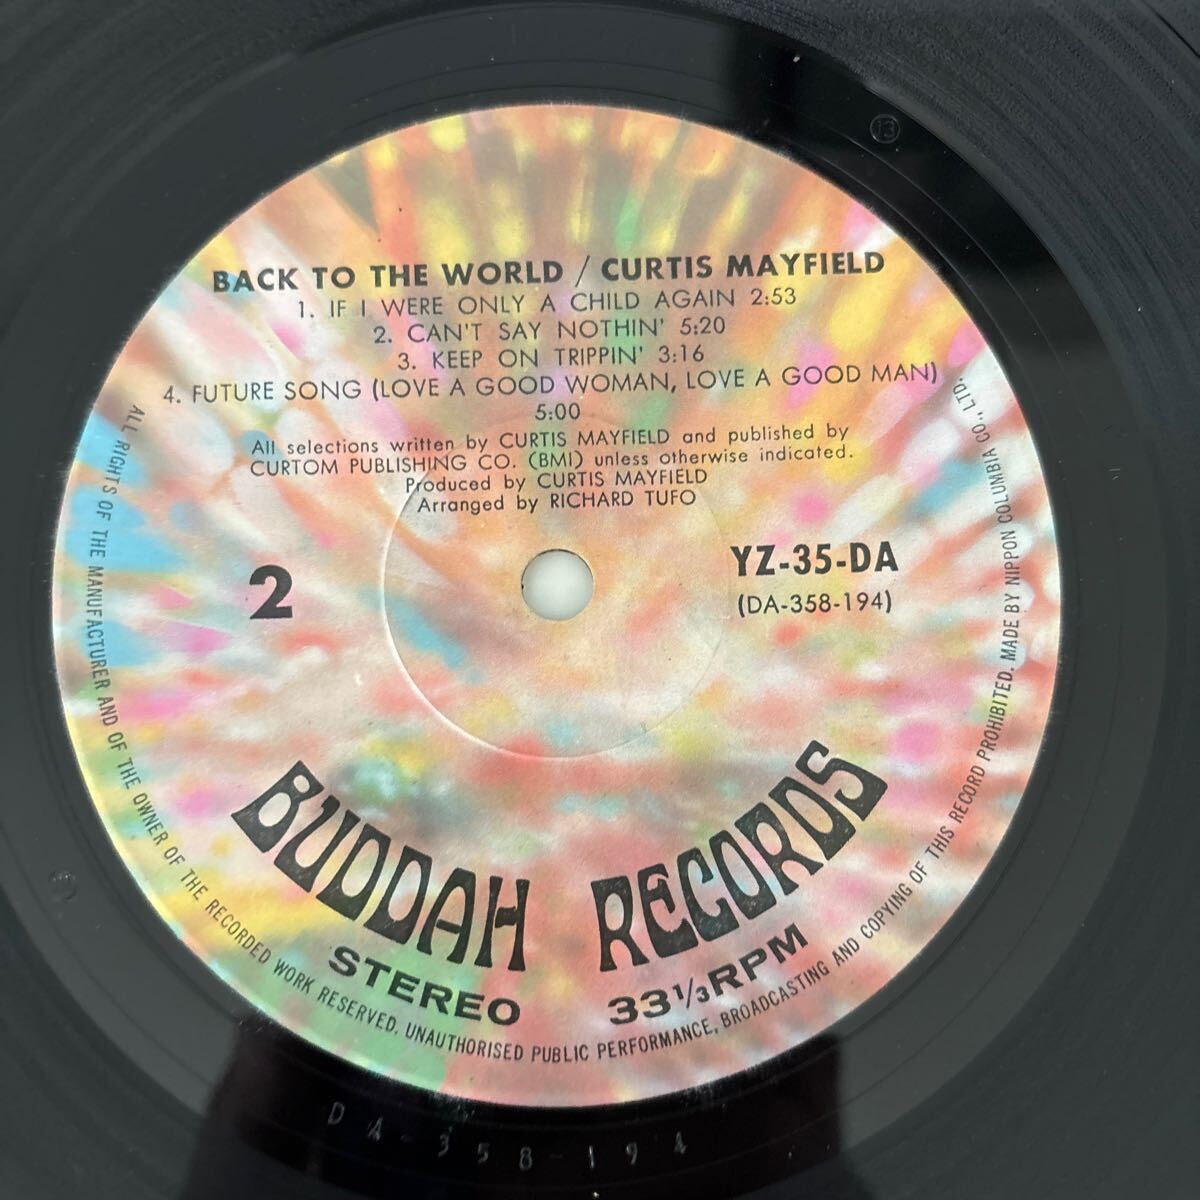 BACK TO THE WORLD / CURTIS MAYFIELD
1. IF I WERE ONLY A CHILD AGAIN 2:53
2. CAN'T SAY NOTHIN' 5:20
3. KEEP ON TRIPPIN' 3:16
4. FUTURE SONG (LOVE A GOOD WOMAN, LOVE A GOOD MAN)
5:00
All selections written by CURTIS MAYFIELD and published by
CURTOM PUBLISHING CO. (BMI) unless otherwise indicated.
Produced by CURTIS MAYFIELD
Arranged by RICHARD TUFO
2
YZ-35-DA
(DA-358-194)
BUDDAH RECORDS
STEREO
33 1/3 RPM
ALL RIGHTS OF THE MANUFACTURER AND OF THE OWNER OF THE RECORDED WORK RESERVED. UNAUTHORISED PUBLIC PERFORMANCE, BROADCASTING AND COPYING OF THIS RECORD PROHIBITED. MADE BY NIPPON COLUMBIA CO., LTD.
DA-358-194
13